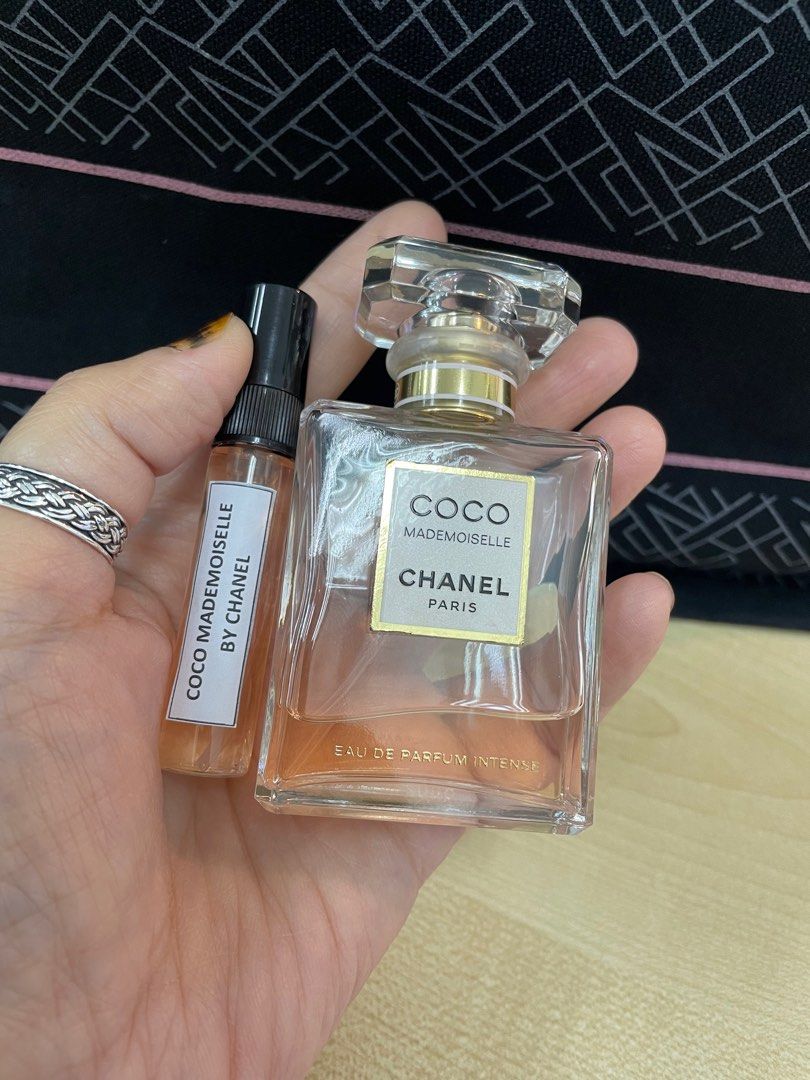 COCO MADEMOISELLE
BY CHANEL
COCO
MADEMOISELLE
CHANEL
PARIS
EAU DE PARFUM INTENSE